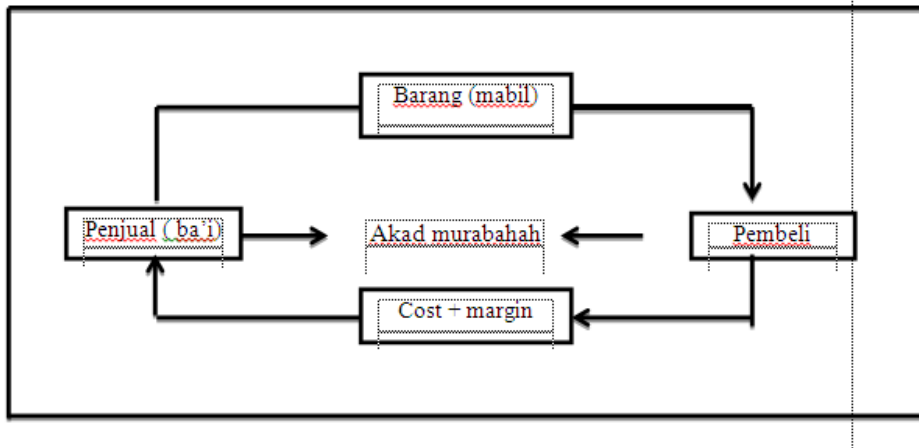 Barang (mabil)
Penjual ( ba'i)
Akad murabahah
Pembeli
Cost + margin